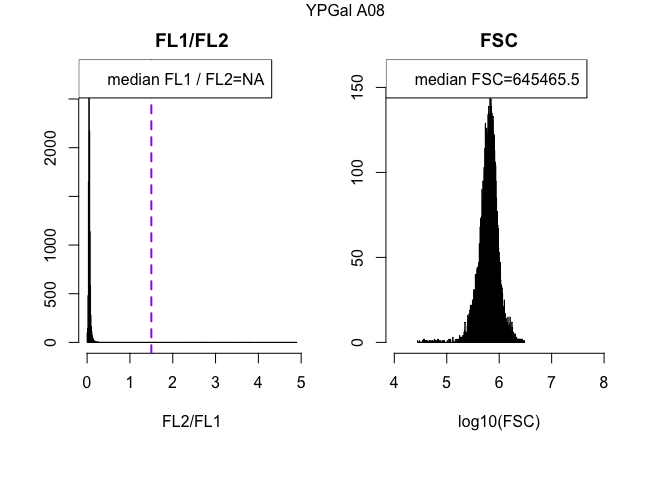 YPGal A08
FL1/FL2
median FL1 / FL2=NA
0 500 1000 2000
0 1 2 3 4 5
FL2/FL1
FSC
median FSC=645465.5
0 50 100 150
4 5 6 7 8
log10(FSC)